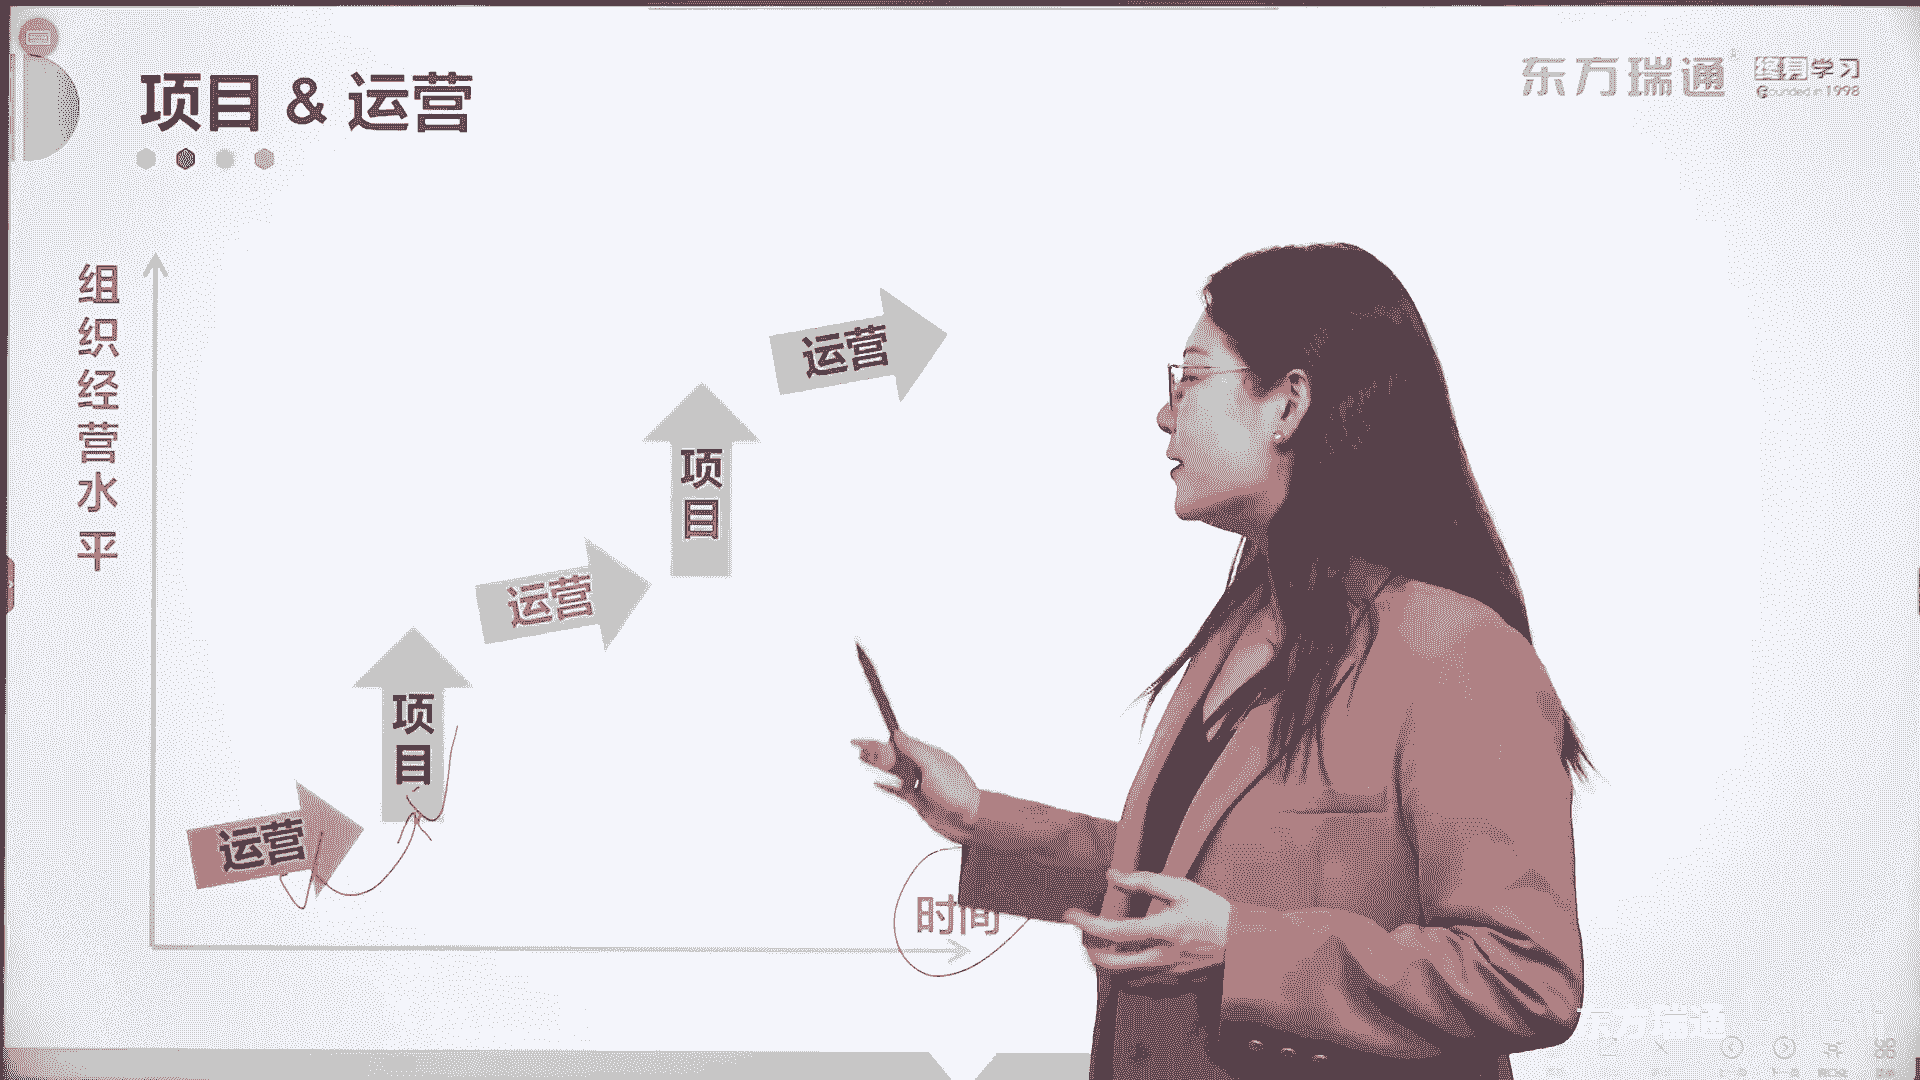 项目 & 运营
东方瑞通
终身学习
Founded in 1998
组织经营水平
运营
项目
运营
项目
运营
时间
东方瑞通